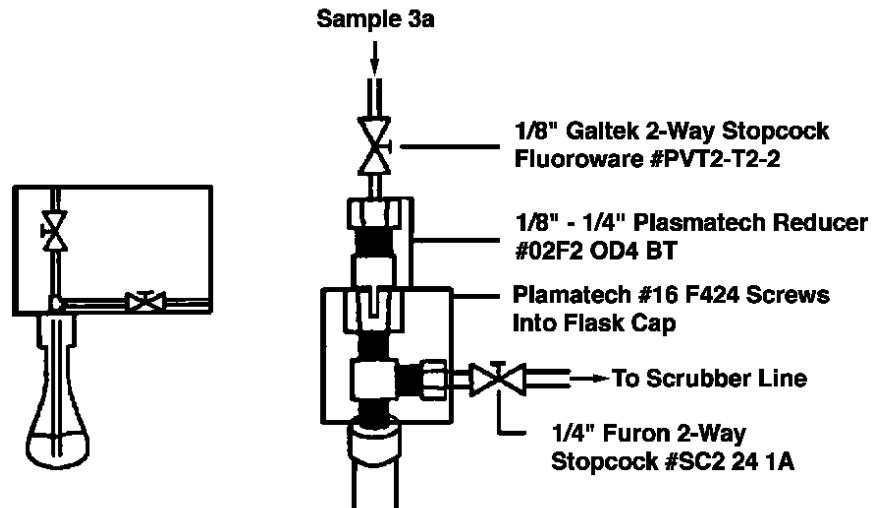 Sample 3a
1/8" Galtek 2-Way Stopcock
Fluoroware #PVT2-T2-2
1/8" - 1/4" Plasmatech Reducer
#02F2 OD4 BT
Plamatech #16 F424 Screws
Into Flask Cap
To Scrubber Line
1/4" Furon 2-Way
Stopcock #SC2 24 1A